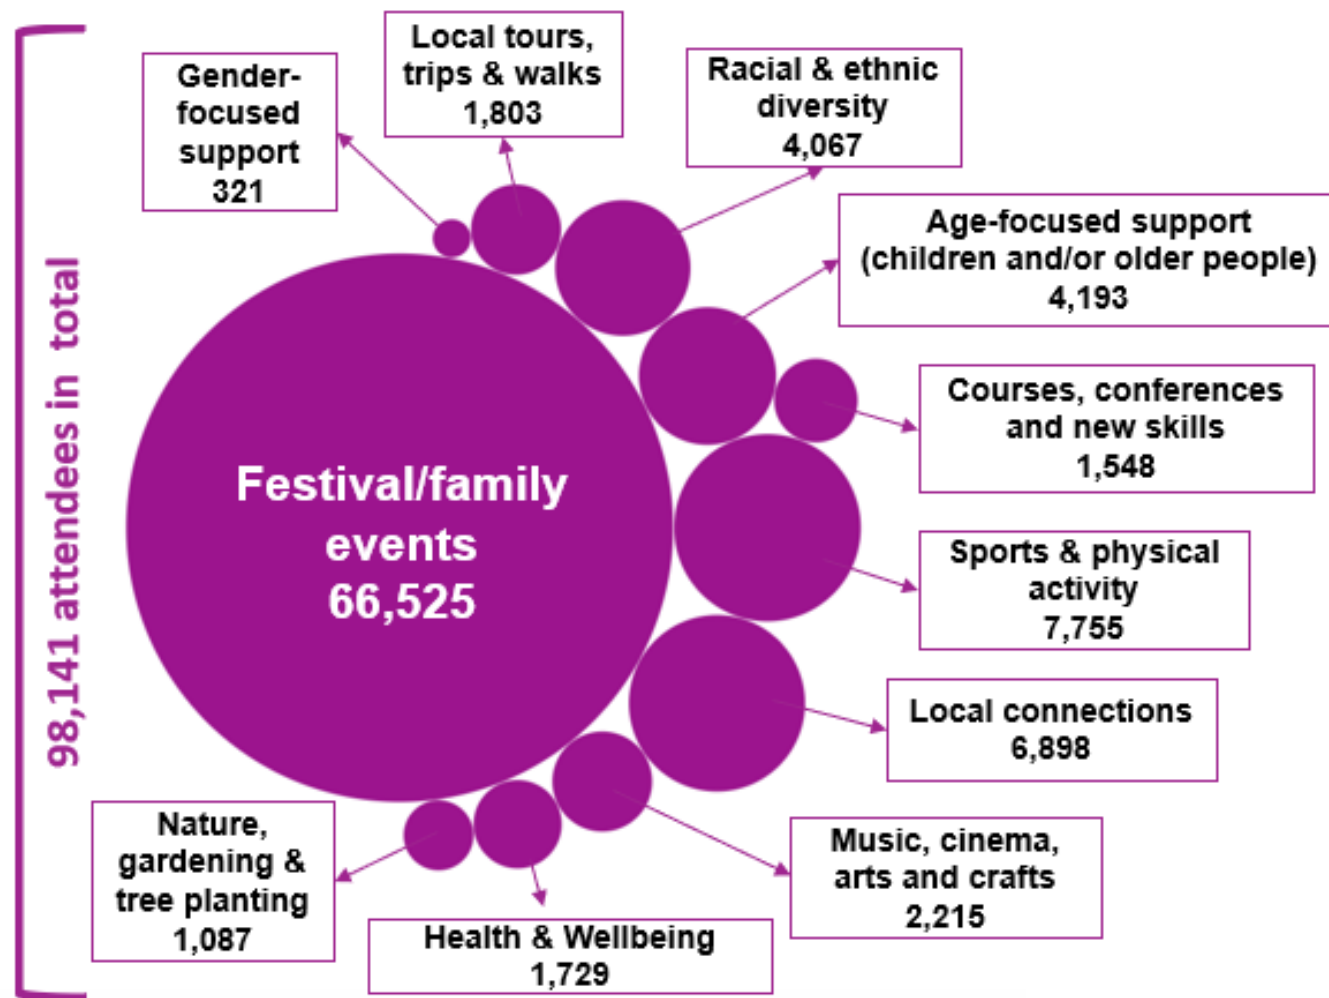 98,141 attendees in  total
Gender-
focused
support
321
Local tours,
trips & walks
1,803
Racial & ethnic
diversity
4,067
Age-focused support
(children and/or older people)
4,193
Courses, conferences
and new skills
1,548
Festival/family
events
66,525
Sports & physical
activity
7,755
Local connections
6,898
Music, cinema,
arts and crafts
2,215
Health & Wellbeing
1,729
Nature,
gardening &
tree planting
1,087